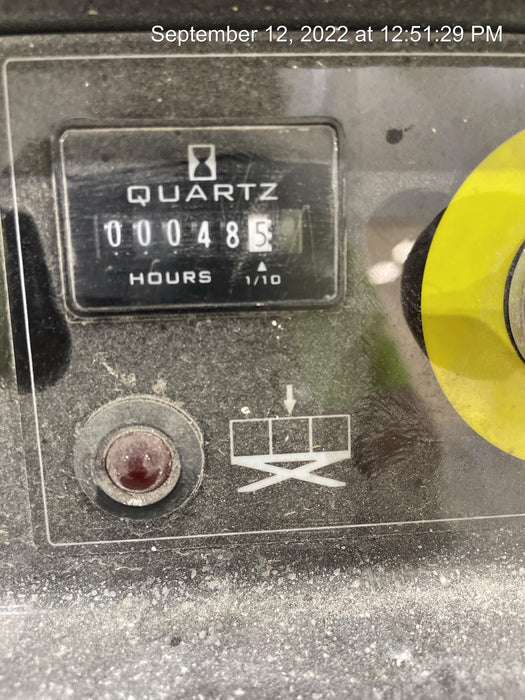 September 12, 2022 at 12:51:29 PM
QUARTZ
000485
HOURS 1/10